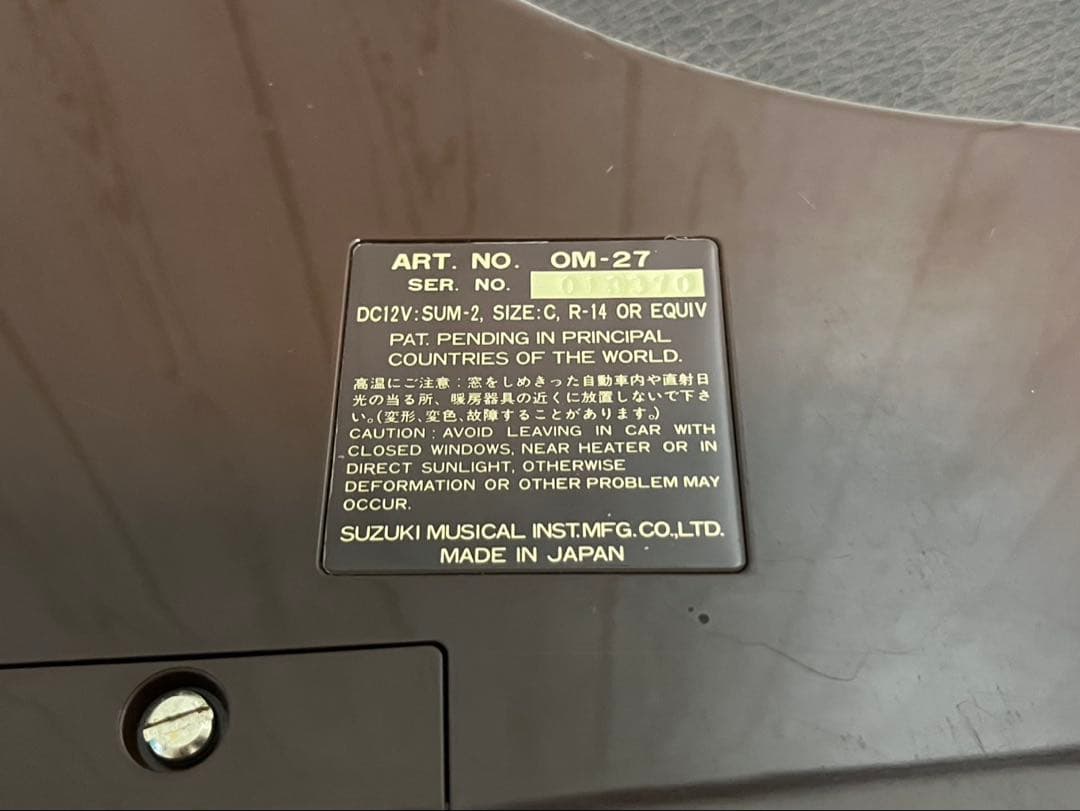 ART. NO. OM-27
SER. NO.
DC12V:SUM-2, SIZE:C, R-14 OR EQUIV
PAT. PENDING IN PRINCIPAL
COUNTRIES OF THE WORLD.
高温にご注意：窓をしめきった自動車内や直射日
光の当る所、暖房器具の近くに放置しないで下さ
い。(変形、変色、故障することがあります。)
CAUTION : AVOID LEAVING IN CAR WITH
CLOSED WINDOWS, NEAR HEATER OR IN
DIRECT SUNLIGHT, OTHERWISE
DEFORMATION OR OTHER PROBLEM MAY
OCCUR.
SUZUKI MUSICAL INST.MFG.CO.,LTD.
MADE IN JAPAN